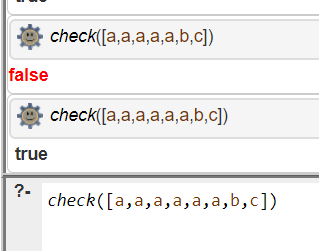 true
check([a,a,a,a,a,b,c])
false
check([a,a,a,a,a,a,b,c])
true
?- check([a,a,a,a,a,a,b,c])